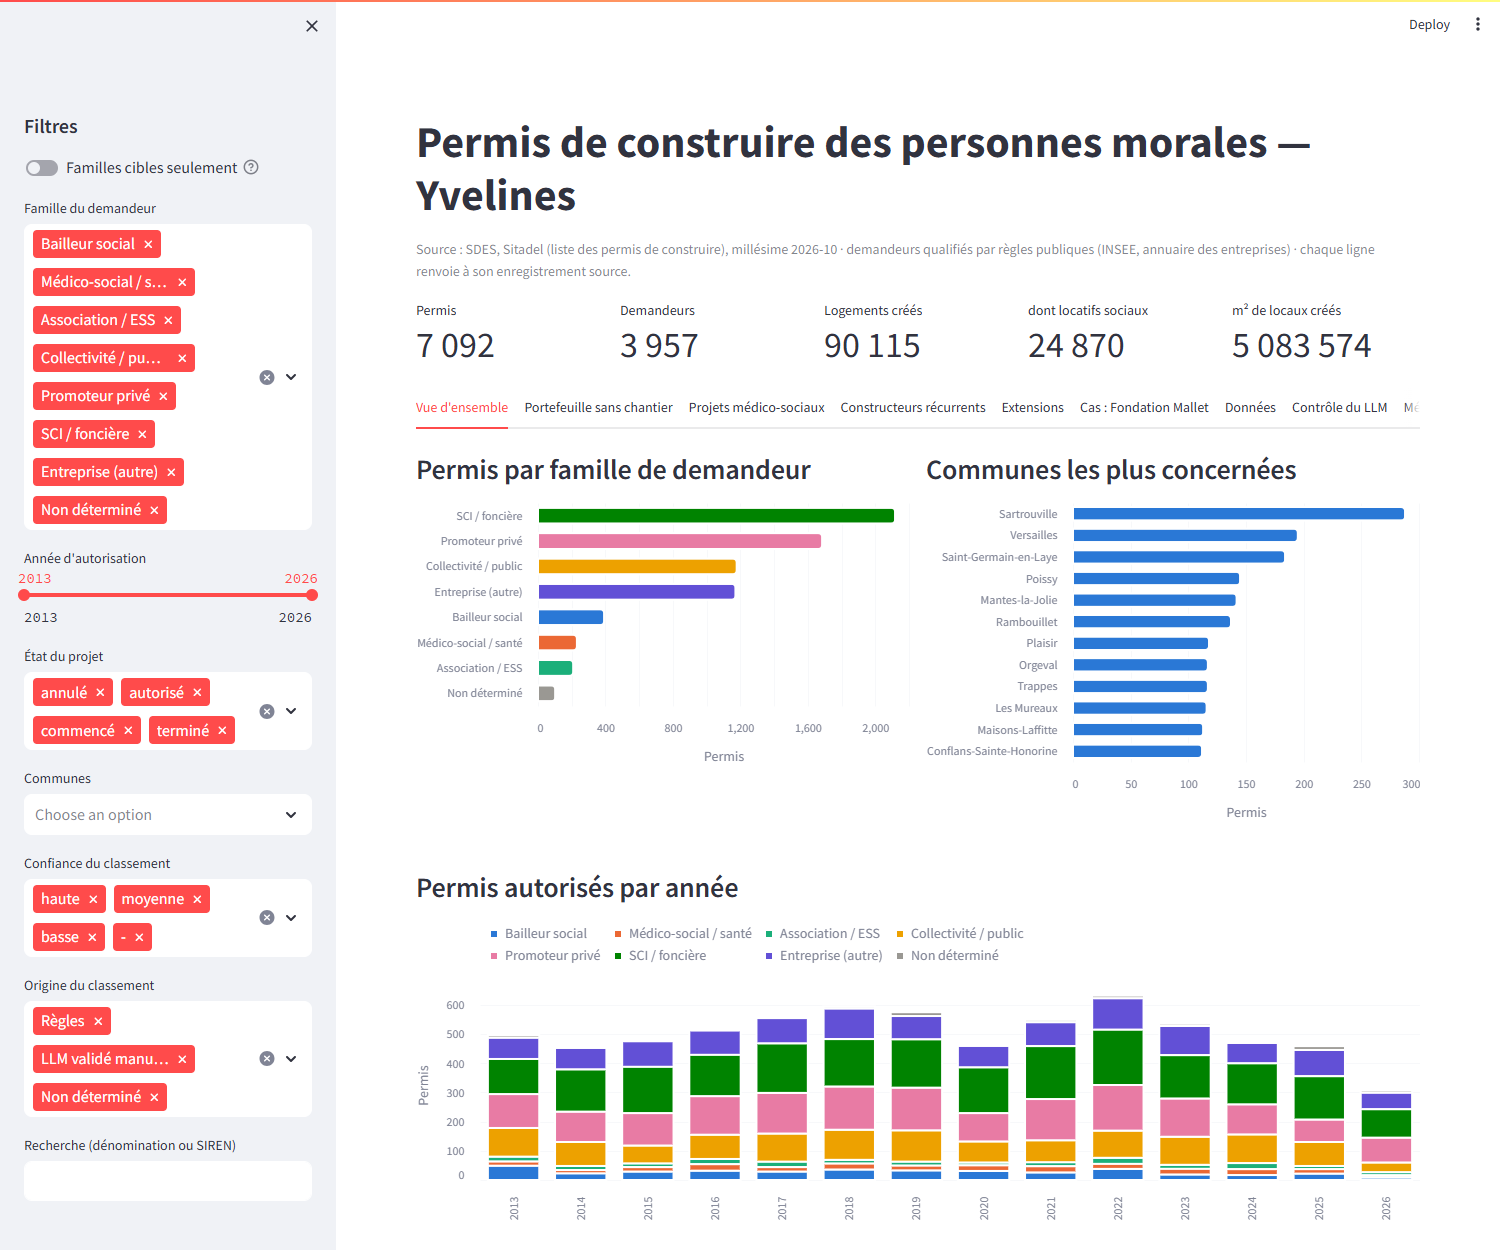 Deploy
Filtres
Familles cibles seulement
Famille du demandeur
Bailleur social
Médico-social / s...
Association / ESS
Collectivité / pu...
Promoteur privé
SCI / foncière
Entreprise (autre)
Non déterminé
Année d'autorisation
2013 2026
2013 2026
État du projet
annulé autorisé
commencé terminé
Communes
Choose an option
Confiance du classement
haute moyenne
basse -
Origine du classement
Règles
LLM validé manu...
Non déterminé
Recherche (dénomination ou SIREN)
Permis de construire des personnes morales —
Yvelines
Source : SDES, Sitadel (liste des permis de construire), millésime 2026-10 · demandeurs qualifiés par règles publiques (INSEE, annuaire des entreprises) · chaque ligne
renvoie à son enregistrement source.
Permis Demandeurs Logements créés dont locatifs sociaux m² de locaux créés
7 092 3 957 90 115 24 870 5 083 574
Vue d'ensemble Portefeuille sans chantier Projets médico-sociaux Constructeurs récurrents Extensions Cas : Fondation Mallet Données Contrôle du LLM
Permis par famille de demandeur
SCI / foncière
Promoteur privé
Collectivité / public
Entreprise (autre)
Bailleur social
Médico-social / santé
Association / ESS
Non déterminé
0 400 800 1,200 1,600 2,000
Permis
Communes les plus concernées
Sartrouville
Versailles
Saint-Germain-en-Laye
Poissy
Mantes-la-Jolie
Rambouillet
Plaisir
Orgeval
Trappes
Les Mureaux
Maisons-Laffitte
Conflans-Sainte-Honorine
0 50 100 150 200 250 300
Permis
Permis autorisés par année
Bailleur social Médico-social / santé Association / ESS Collectivité / public
Promoteur privé SCI / foncière Entreprise (autre) Non déterminé
600
500
400
300
200
100
0
Permis
2013 2014 2015 2016 2017 2018 2019 2020 2021 2022 2023 2024 2025 2026